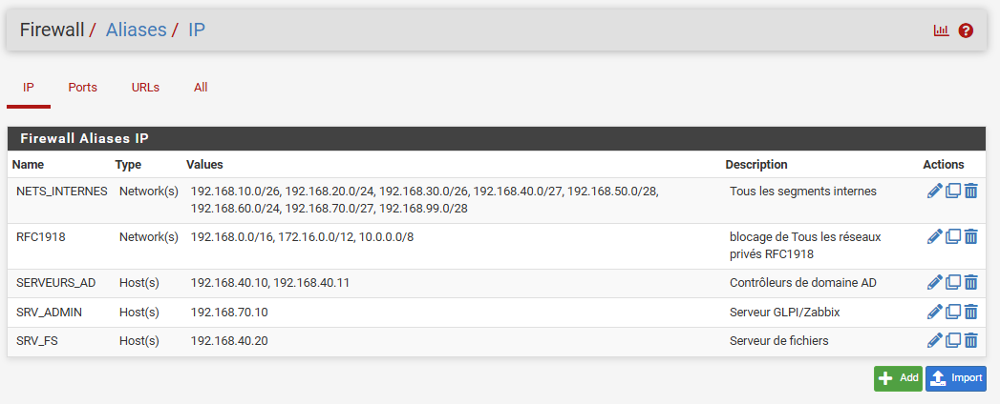 Firewall / Aliases / IP
IP Ports URLs All
Firewall Aliases IP
Name Type Values Description Actions
NETS_INTERNES Network(s) 192.168.10.0/26, 192.168.20.0/24, 192.168.30.0/26, 192.168.40.0/27, 192.168.50.0/28, Tous les segments internes
192.168.60.0/24, 192.168.70.0/27, 192.168.99.0/28
RFC1918 Network(s) 192.168.0.0/16, 172.16.0.0/12, 10.0.0.0/8 blocage de Tous les réseaux
privés RFC1918
SERVEURS_AD Host(s) 192.168.40.10, 192.168.40.11 Contrôleurs de domaine AD
SRV_ADMIN Host(s) 192.168.70.10 Serveur GLPI/Zabbix
SRV_FS Host(s) 192.168.40.20 Serveur de fichiers
Add Import